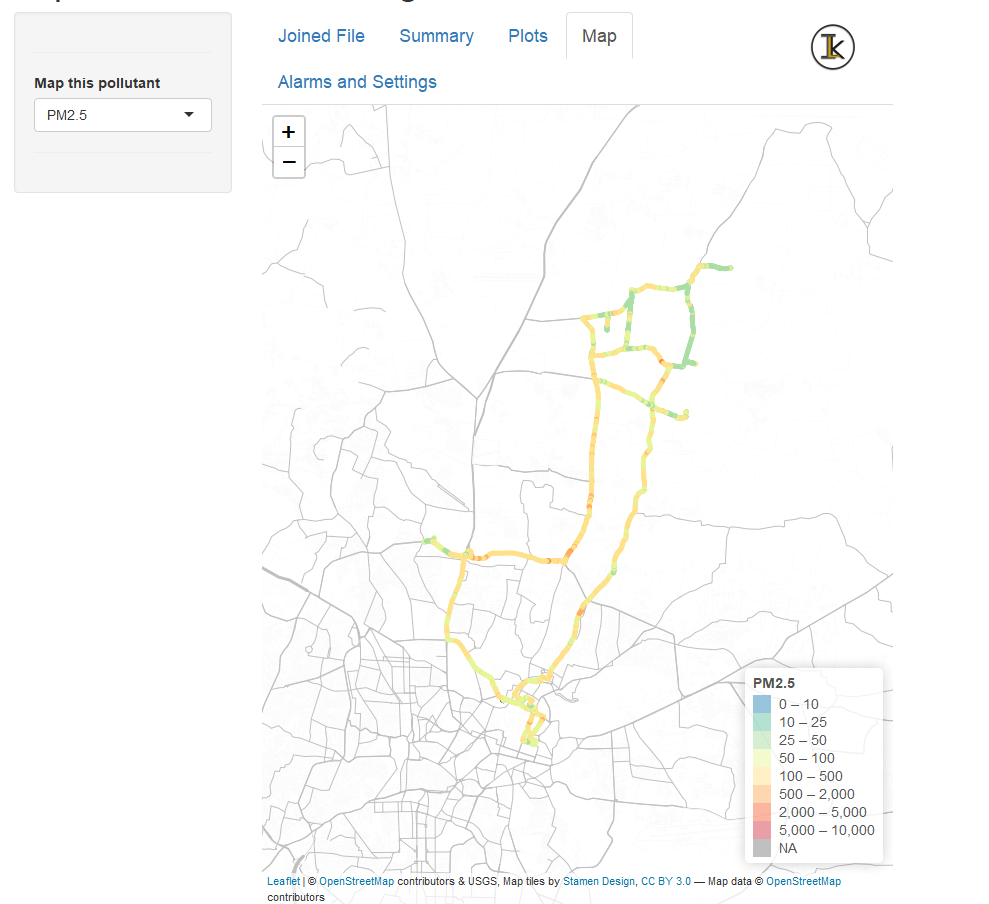 Map this pollutant
PM2.5
Joined File Summary Plots Map
Alarms and Settings
+
−
PM2.5
0 – 10
10 – 25
25 – 50
50 – 100
100 – 500
500 – 2,000
2,000 – 5,000
5,000 – 10,000
NA
Leaflet | © OpenStreetMap contributors & USGS, Map tiles by Stamen Design, CC BY 3.0 — Map data © OpenStreetMap
contributors